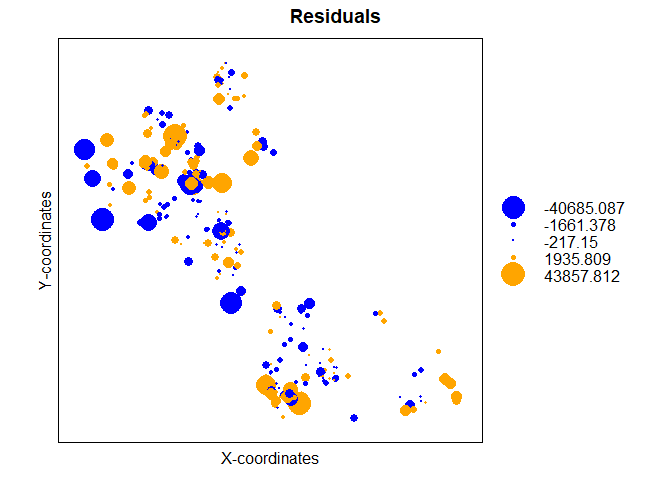 Residuals
Y-coordinates
-40685.087
-1661.378
-217.15
1935.809
43857.812
X-coordinates